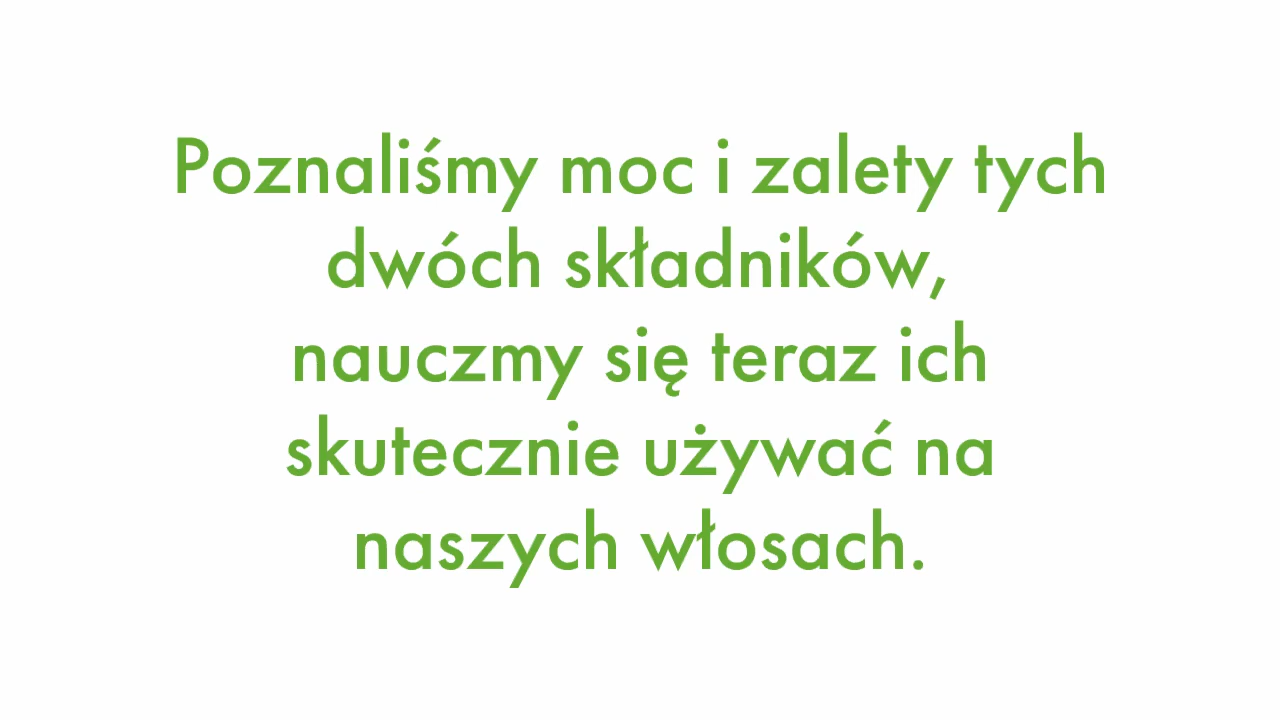 Poznaliśmy moc i zalety tych
dwóch składników,
nauczmy się teraz ich
skutecznie używać na
naszych włosach.